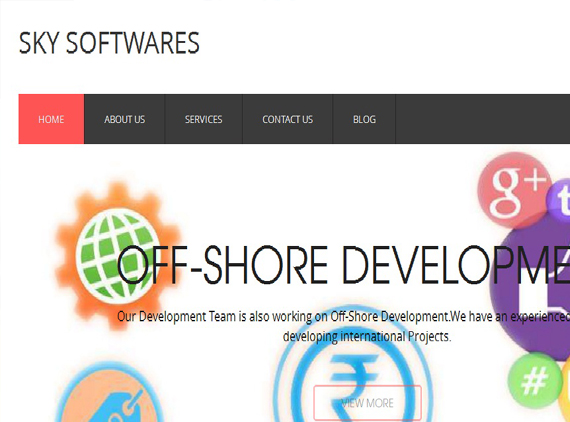 SKY SOFTWARES
HOME ABOUT US SERVICES CONTACT US BLOG
g+ t
OFF-SHORE DEVELOPME
Our Development Team is also working on Off-Shore Development.We have an experienced
developing international Projects.
₹
#
VIEW MORE